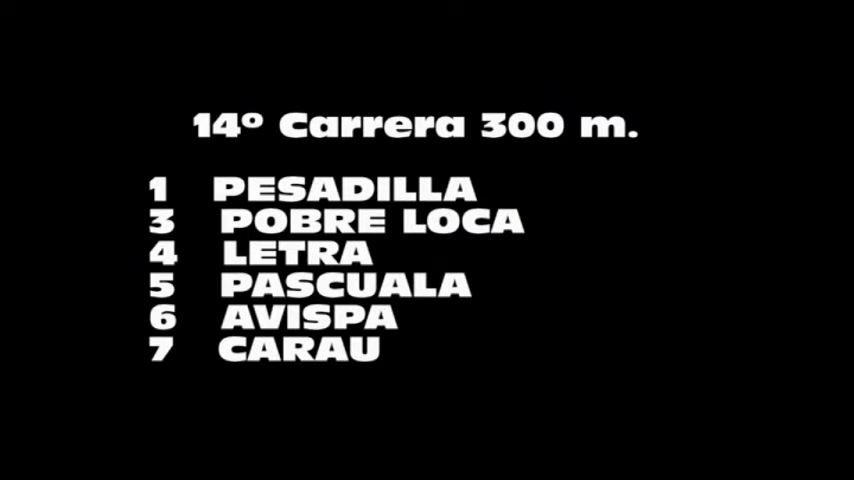 14º Carrera 300 m.
1 PESADILLA
3 POBRE LOCA
4 LETRA
5 PASCUALA
6 AVISPA
7 CARAU